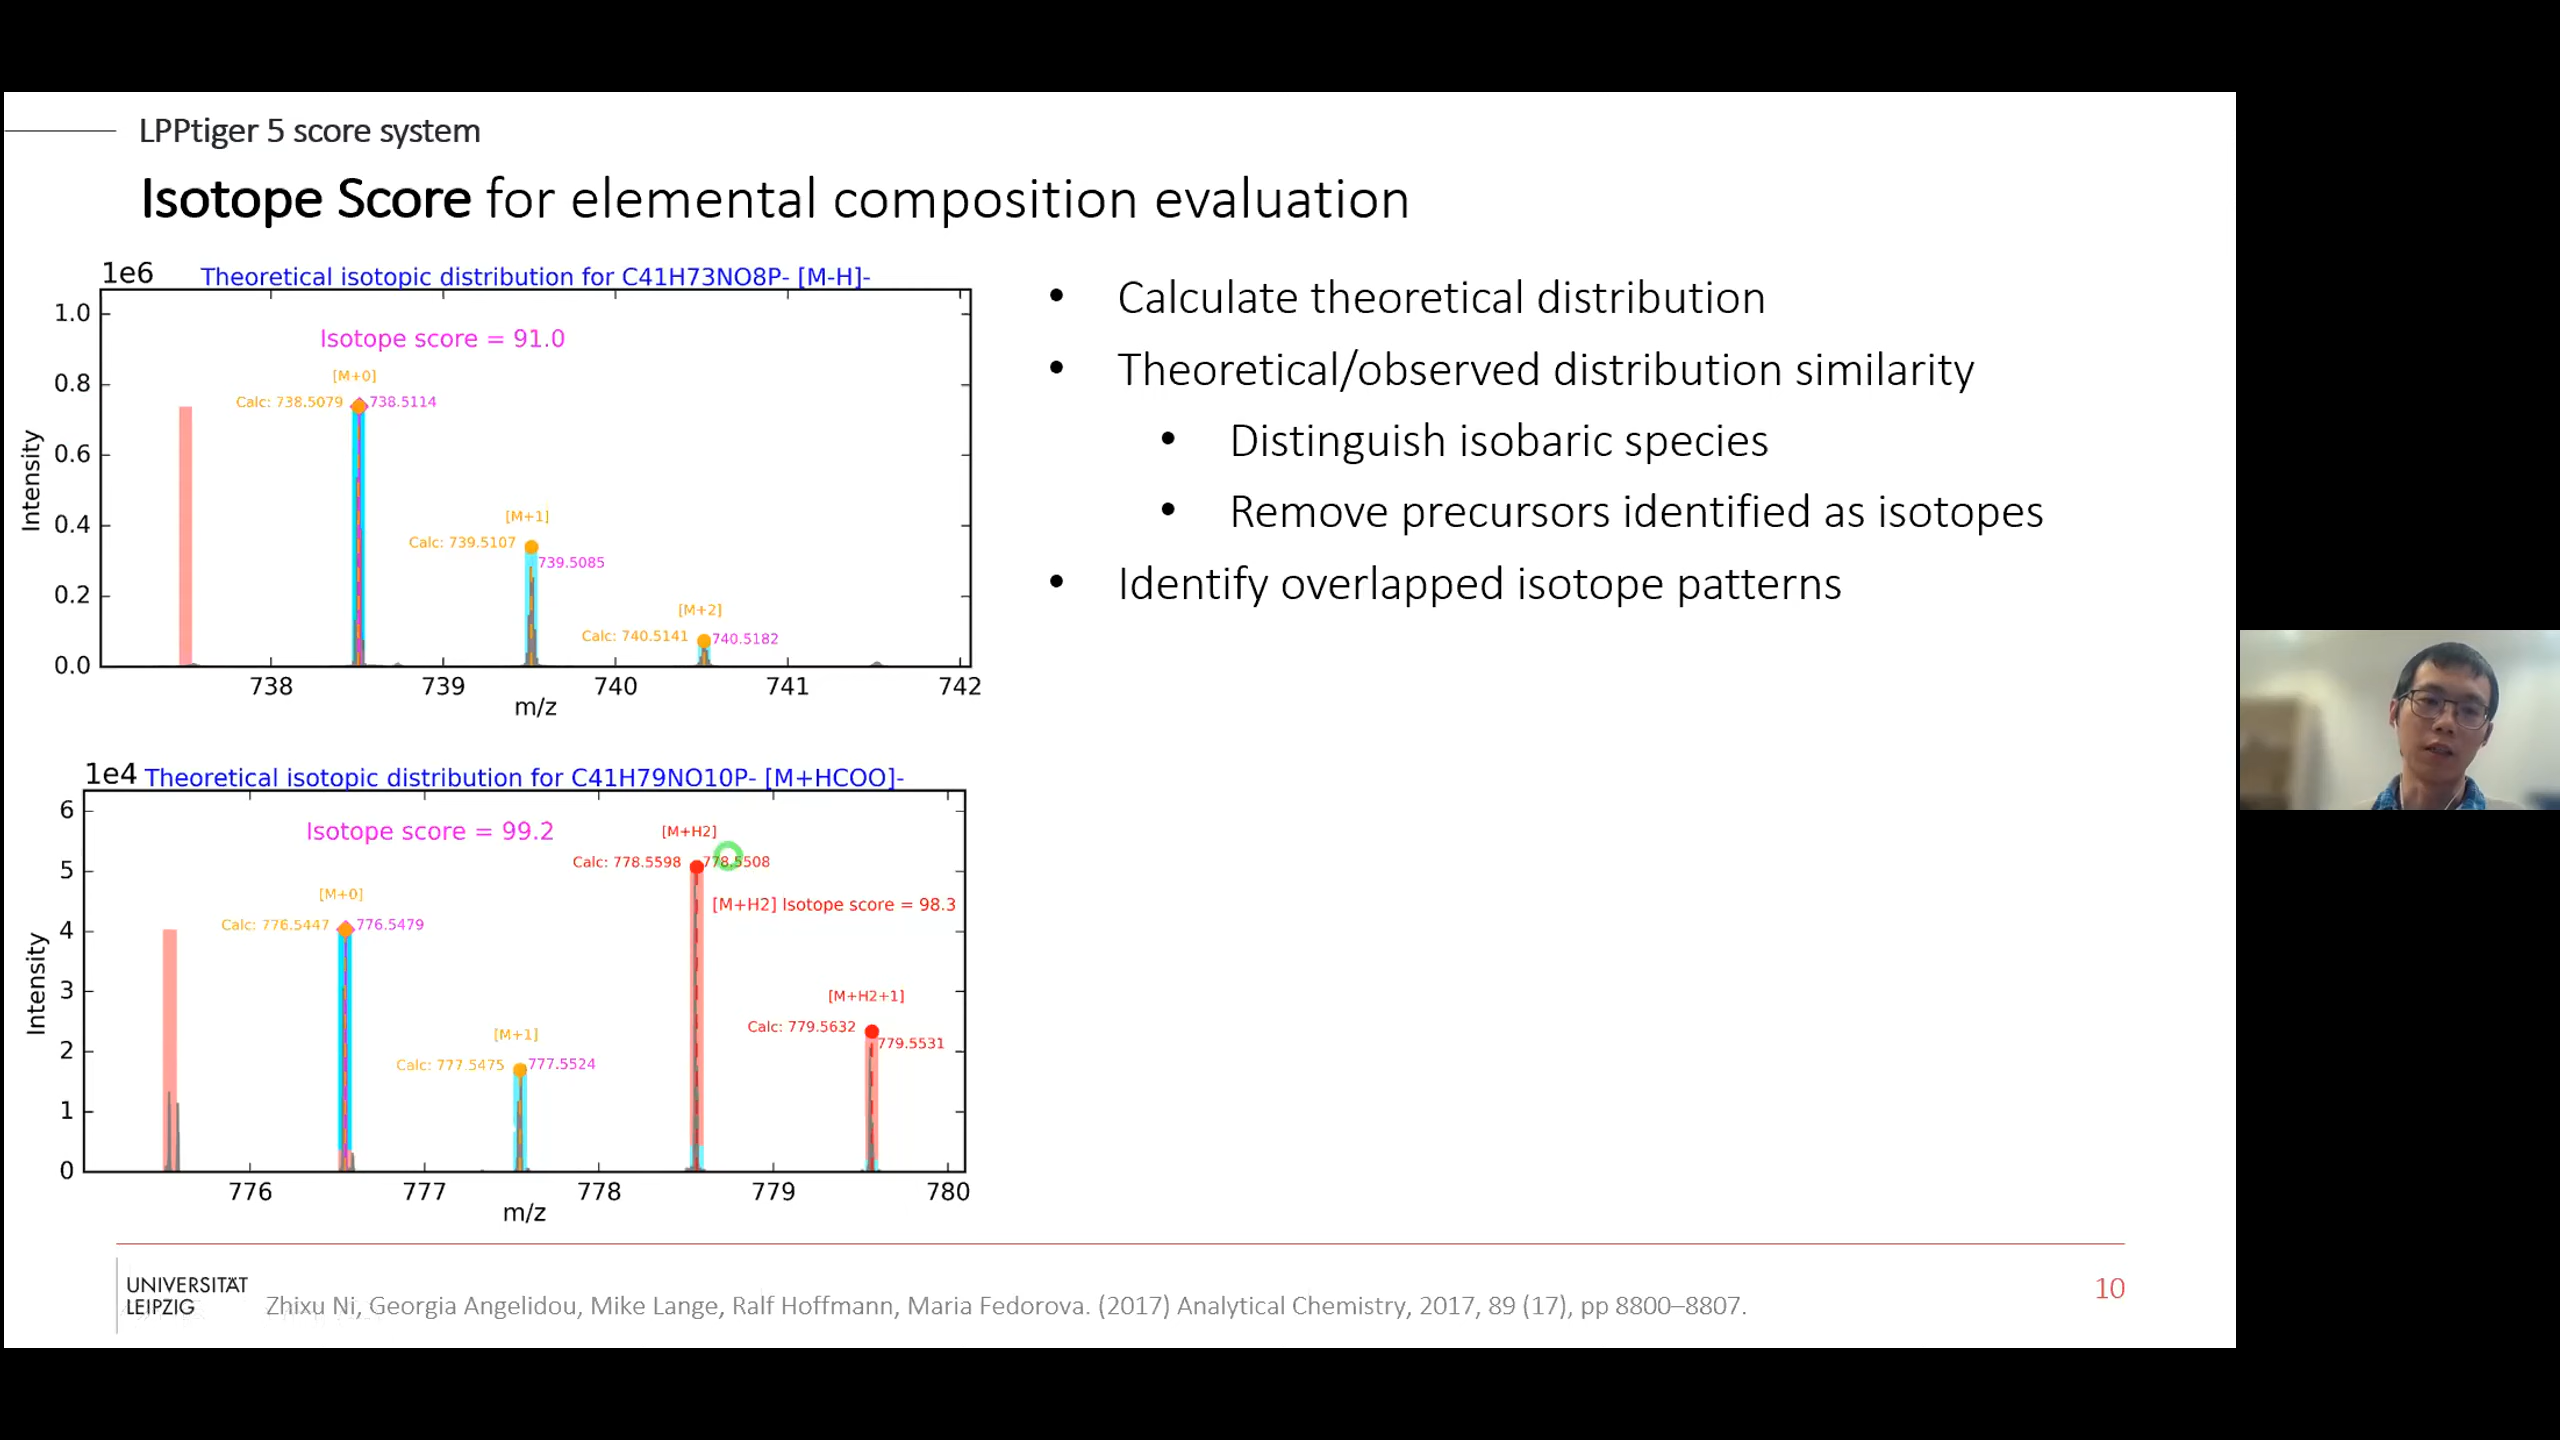 LPPtiger 5 score system
Isotope Score for elemental composition evaluation
1e6
Theoretical isotopic distribution for C41H73NO8P- [M-H]-
Isotope score = 91.0
[M+0]
Calc: 738.5079
738.5114
[M+1]
Calc: 739.5107
739.5085
[M+2]
Calc: 740.5141
740.5182
Intensity
1.0
0.8
0.6
0.4
0.2
0.0
738
739
740
741
742
m/z
• Calculate theoretical distribution
• Theoretical/observed distribution similarity
• Distinguish isobaric species
• Remove precursors identified as isotopes
• Identify overlapped isotope patterns
1e4
Theoretical isotopic distribution for C41H79NO10P- [M+HCOO]-
Isotope score = 99.2
[M+0]
Calc: 776.5447
776.5479
[M+1]
Calc: 777.5475
777.5524
[M+H2]
Calc: 778.5598
778.5508
[M+H2] Isotope score = 98.3
[M+H2+1]
Calc: 779.5632
779.5531
Intensity
6
5
4
3
2
1
0
776
777
778
779
780
m/z
UNIVERSITÄT
LEIPZIG
Zhixu Ni, Georgia Angelidou, Mike Lange, Ralf Hoffmann, Maria Fedorova. (2017) Analytical Chemistry, 2017, 89 (17), pp 8800–8807.
10